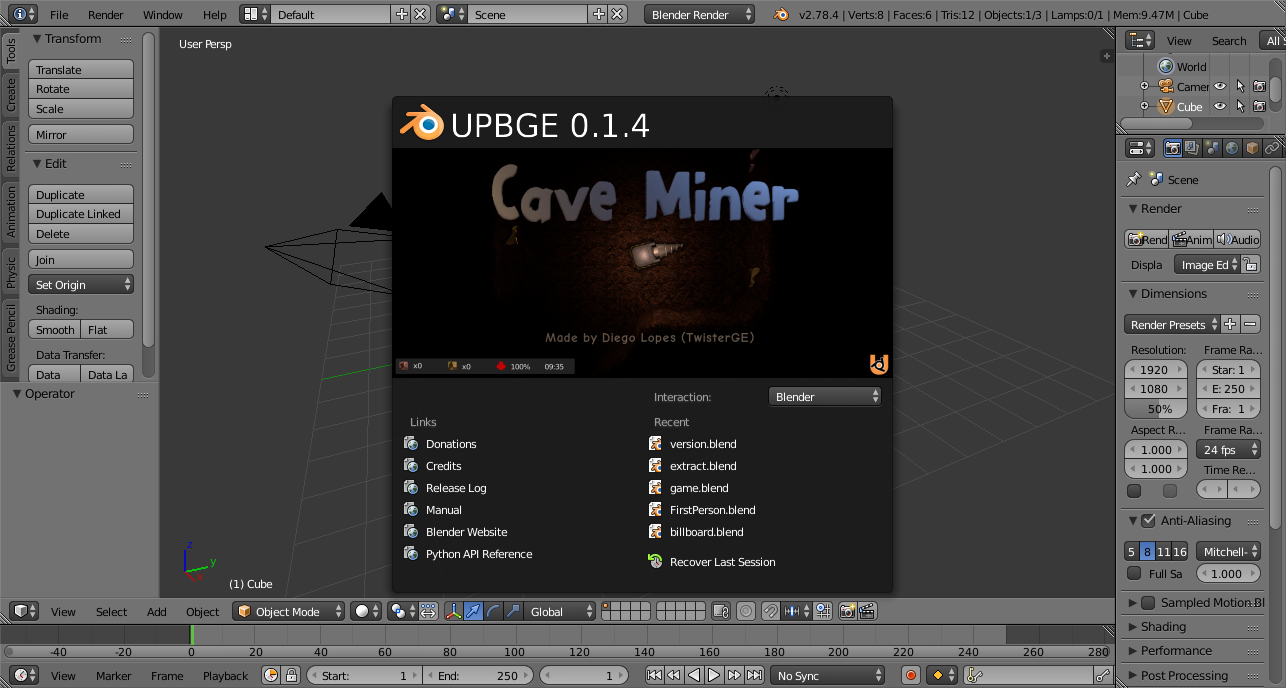 File Render Window Help Default Scene Blender Render v2.78.4 | Verts:8 | Faces:6 | Tris:12 | Objects:1/3 | Lamps:0/1 | Mem:9.47M | Cube
Tools
Create
Relations
Animation
Physic
Grease Pencil
Transform
Translate
Rotate
Scale
Mirror
Edit
Duplicate
Duplicate Linked
Delete
Join
Set Origin
Shading:
Smooth Flat
Data Transfer:
Data Data La
Operator
User Persp
UPBGE 0.1.4
Cave Miner
Made by Diego Lopes (TwisterGE)
x0 x0 100% 09:35
Interaction: Blender
Links
Donations
Credits
Release Log
Manual
Blender Website
Python API Reference
Recent
version.blend
extract.blend
game.blend
FirstPerson.blend
billboard.blend
Recover Last Session
z
y
x
(1) Cube
View Search All S
World
Camer
Cube
Scene
Render
Rend Anim Audio
Displa Image Ed
Dimensions
Render Presets
Resolution: Frame Ra...
1920 Star: 1
1080 E: 250
50% Fra: 1
Aspect R... Frame Ra...
1.000 24 fps
1.000 Time Re...
Anti-Aliasing
5 8 11 16 Mitchell-
Full Sa 1.000
Sampled Motion Bl
Shading
Performance
Post Processing
View Select Add Object Object Mode Global
-40 -20 0 20 40 60 80 100 120 140 160 180 200 220 240 260 280
View Marker Frame Playback Start: 1 End: 250 1 No Sync